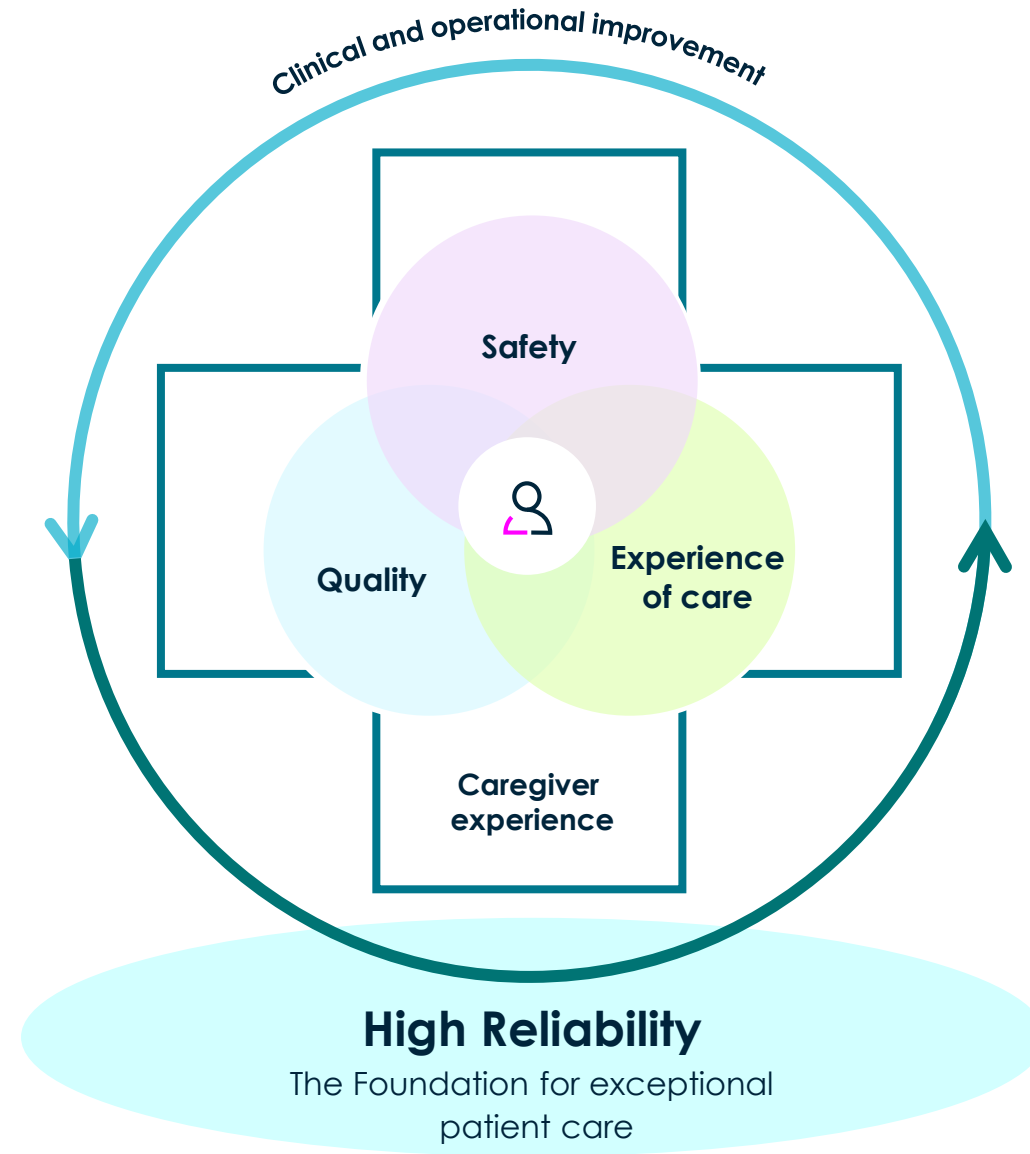 Clinical and operational improvement
Safety
Quality
Experience
of care
Caregiver
experience
High Reliability
The Foundation for exceptional
patient care